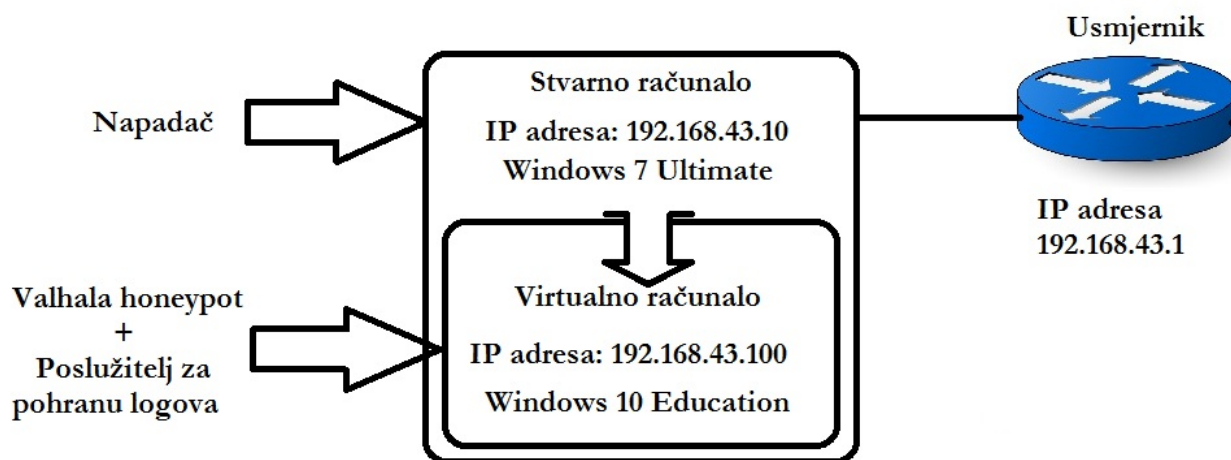 Usmjernik
Stvarno računalo
Napadač
IP adresa: 192.168.43.10
Windows 7 Ultimate
IP adresa
192.168.43.1
Valhala honeypot
+
Poslužitelj za
pohranu logova
Virtualno računalo
IP adresa: 192.168.43.100
Windows 10 Education